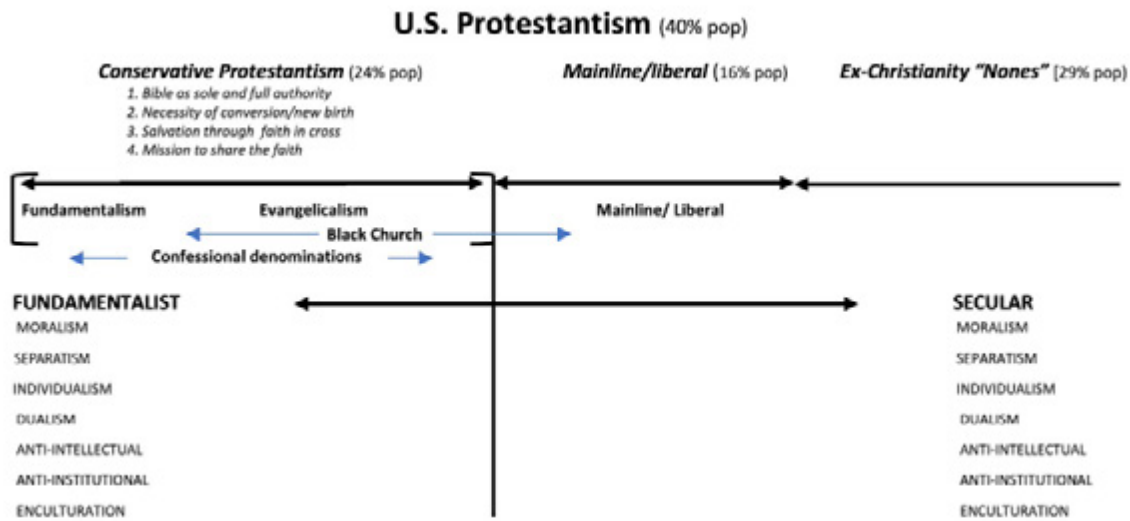 U.S. Protestantism (40% pop)
Conservative Protestantism (24% pop)
1. Bible as sole and full authority
2. Necessity of conversion/new birth
3. Salvation through faith in cross
4. Mission to share the faith
Mainline/liberal (16% pop)
Ex-Christianity "Nones" [29% pop)
Fundamentalism
Evangelicalism
Mainline/ Liberal
Black Church
Confessional denominations
FUNDAMENTALIST
MORALISM
SEPARATISM
INDIVIDUALISM
DUALISM
ANTI-INTELLECTUAL
ANTI-INSTITUTIONAL
ENCULTURATION
SECULAR
MORALISM
SEPARATISM
INDIVIDUALISM
DUALISM
ANTI-INTELLECTUAL
ANTI-INSTITUTIONAL
ENCULTURATION